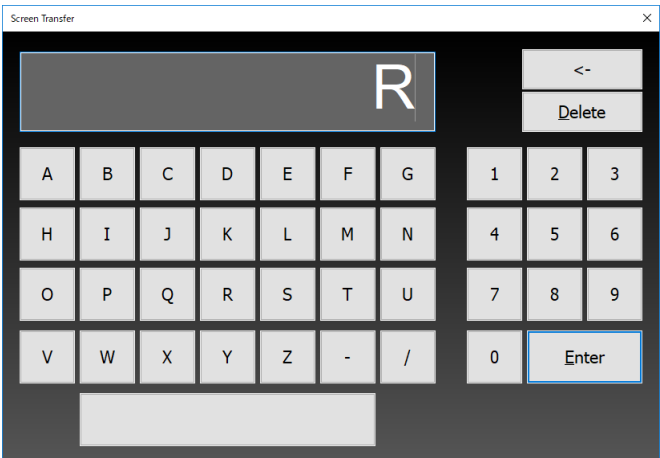 Screen Transfer
R
<-
Delete
A B C D E F G 1 2 3
H I J K L M N 4 5 6
O P Q R S T U 7 8 9
V W X Y Z - / 0 Enter